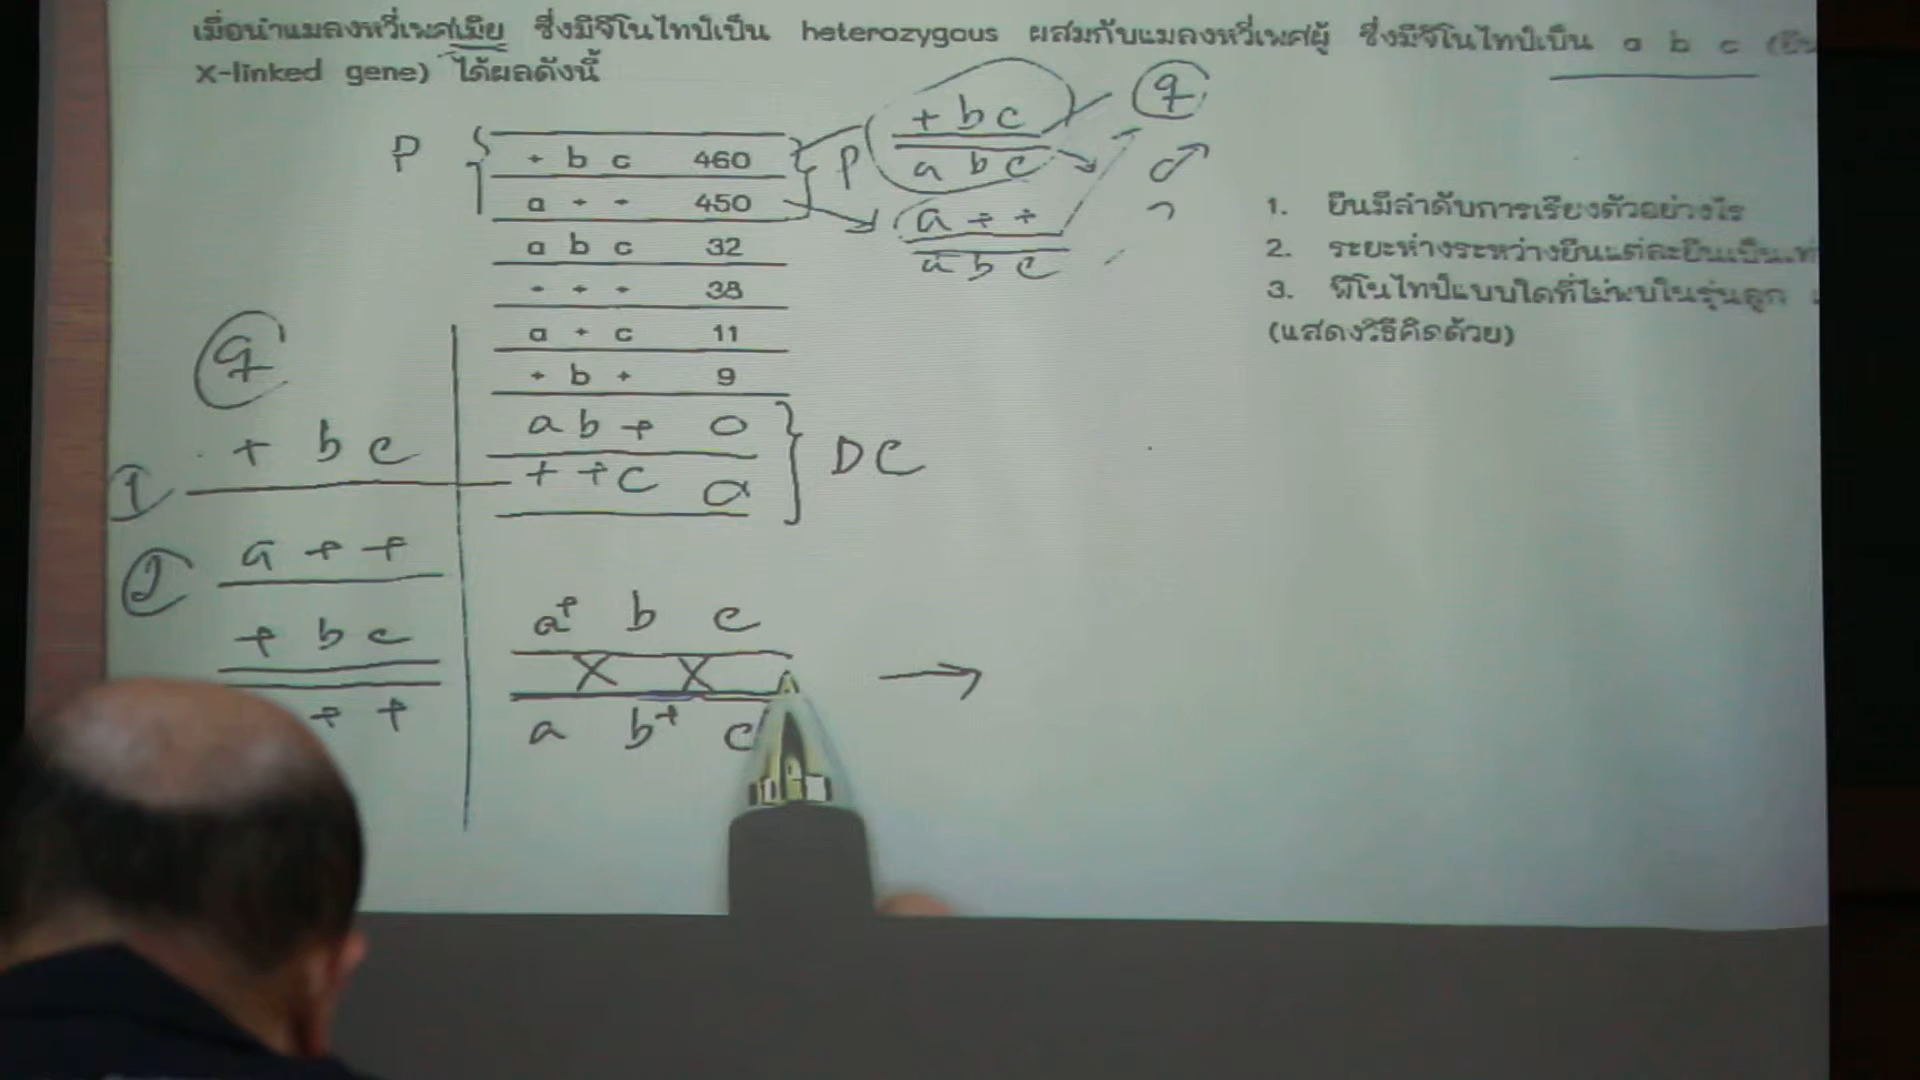 เมื่อนำแมลงหวี่เพศเมีย ซึ่งมีจีโนไทป์เป็น heterozygous ผสมกับแมลงหวี่เพศผู้ ซึ่งมีจีโนไทป์เป็น a b c
X-linked gene) ได้ผลดังนี้
P
+ b c 460
a + + 450
a b c 32
+ + + 38
a + c 11
+ b + 9
a b + 0
+ + c 0
DC
P
+ b c
a b c
a + +
a b c
♀
♂
1. ยีนมีลำดับการเรียงตัวอย่างไร
2. ระยะห่างระหว่างยีนแต่ละยีนเป็น
3. ฟีโนไทป์แบบใดที่ไม่พบในรุ่นลูก
(แสดงวิธีคิดด้วย)
♀
1 + b c
2 a + +
+ b c
+ +
a+ b c
a b+ c